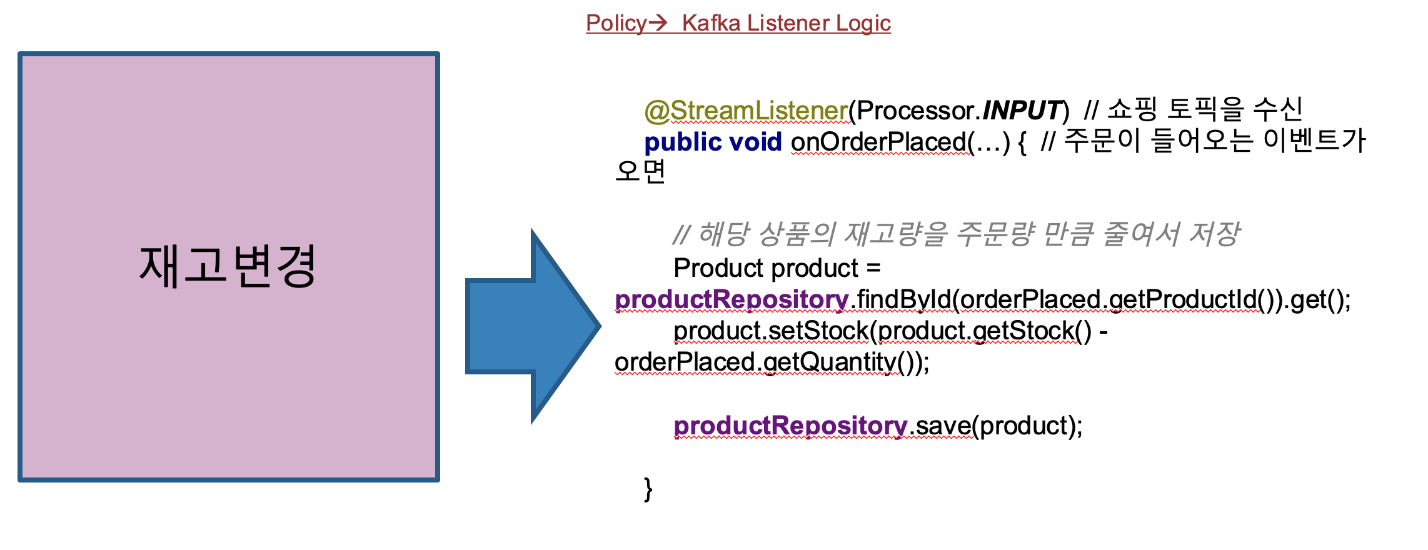 Policy→ Kafka Listener Logic
재고변경
@StreamListener(Processor.INPUT) // 쇼핑 토픽을 수신
public void onOrderPlaced(…) { // 주문이 들어오는 이벤트가
오면
// 해당 상품의 재고량을 주문량 만큼 줄여서 저장
Product product =
productRepository.findById(orderPlaced.getProductId()).get();
product.setStock(product.getStock() -
orderPlaced.getQuantity());
productRepository.save(product);
}